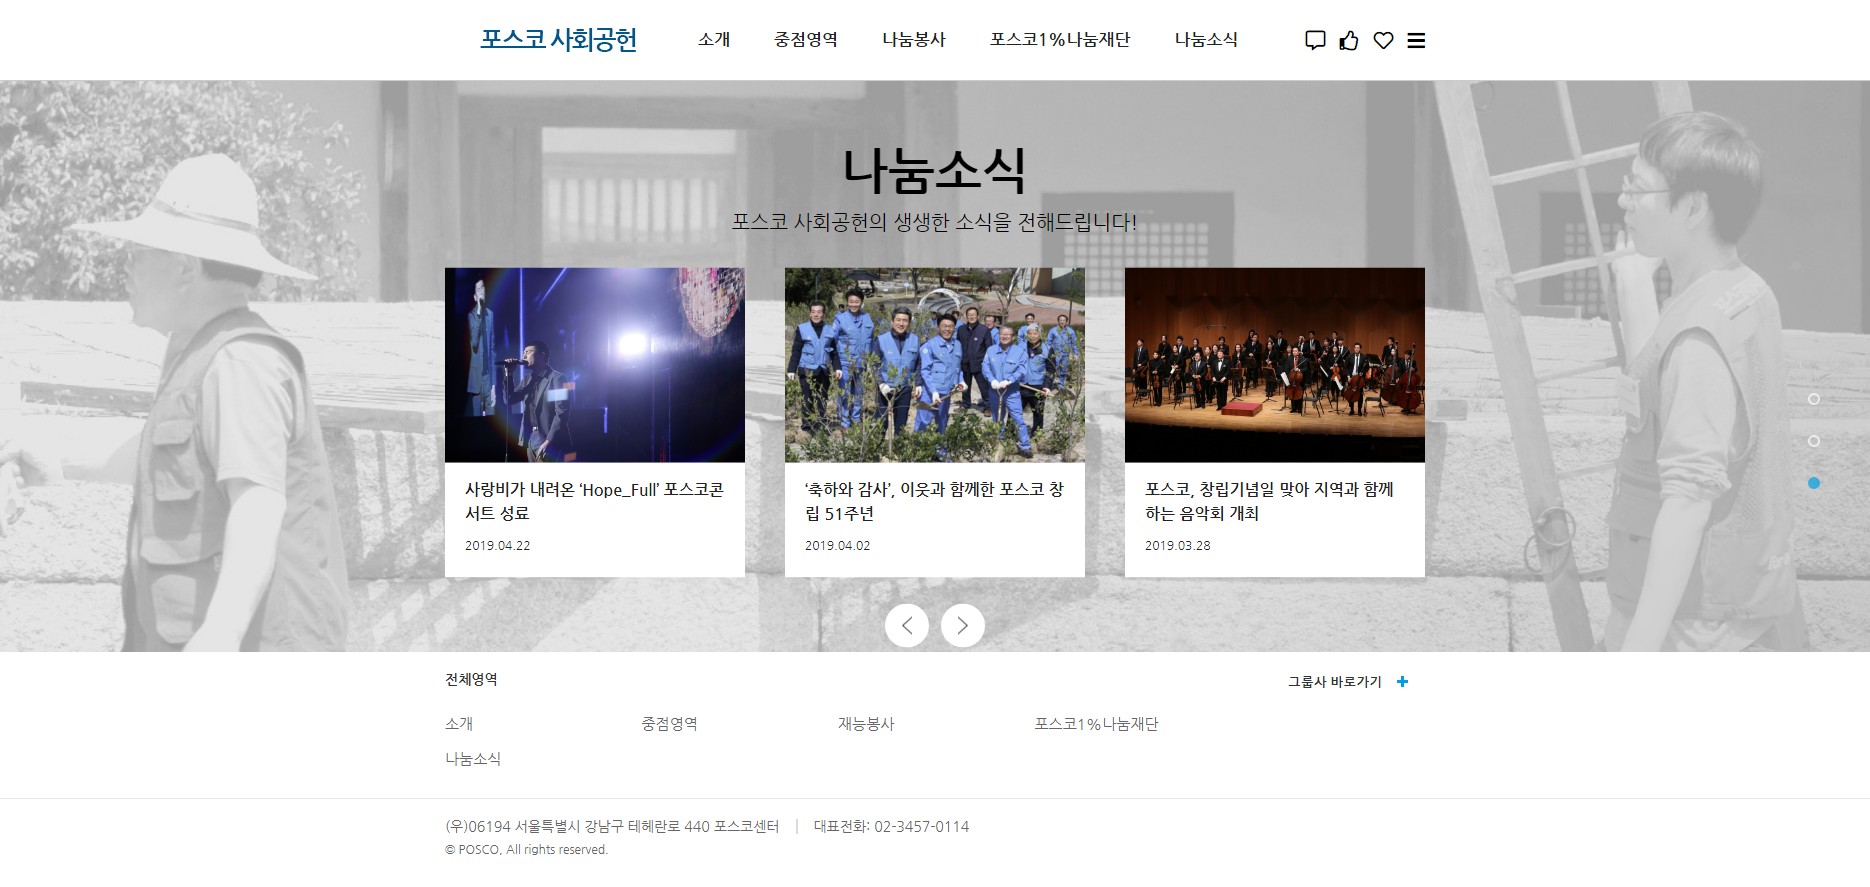 포스코 사회공헌
소개
중점영역
나눔봉사
포스코1%나눔재단
나눔소식
나눔소식
포스코 사회공헌의 생생한 소식을 전해드립니다!
사랑비가 내려온 ‘Hope_Full’ 포스코콘
서트 성료
2019.04.22
‘축하와 감사’, 이웃과 함께한 포스코 창
립 51주년
2019.04.02
포스코, 창립기념일 맞아 지역과 함께
하는 음악회 개최
2019.03.28
전체영역
그룹사 바로가기
소개
중점영역
재능봉사
포스코1%나눔재단
나눔소식
(우)06194 서울특별시 강남구 테헤란로 440 포스코센터 | 대표전화: 02-3457-0114
© POSCO, All rights reserved.